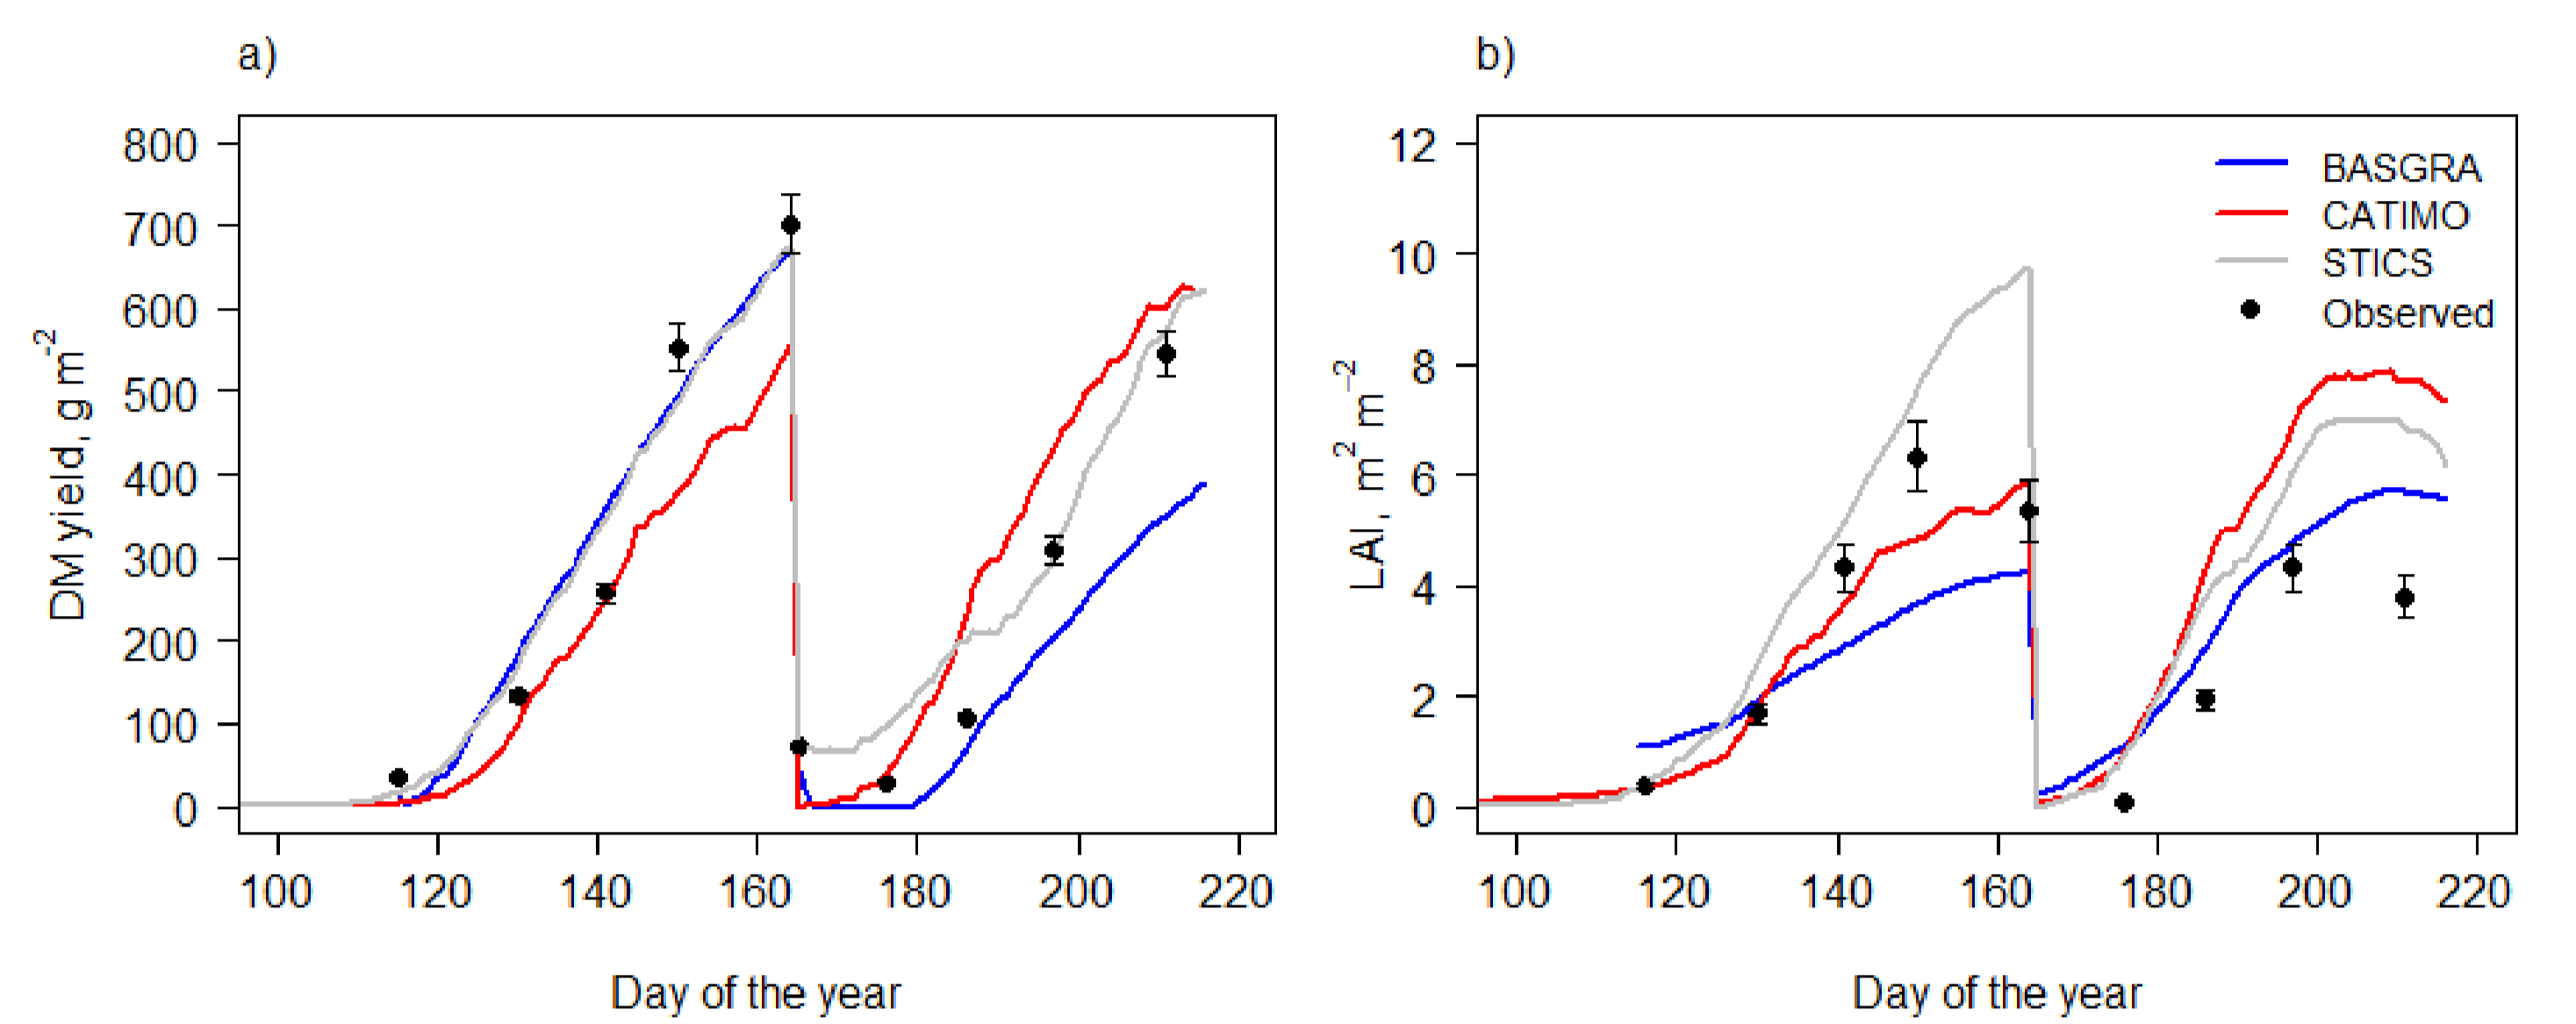 a)
800
700
600
500
400
300
200
100
0
DM yield, g m-2
100 120 140 160 180 200 220
Day of the year
b)
12
10
8
6
4
2
0
LAI, m2 m−2
BASGRA
CATIMO
STICS
Observed
100 120 140 160 180 200 220
Day of the year